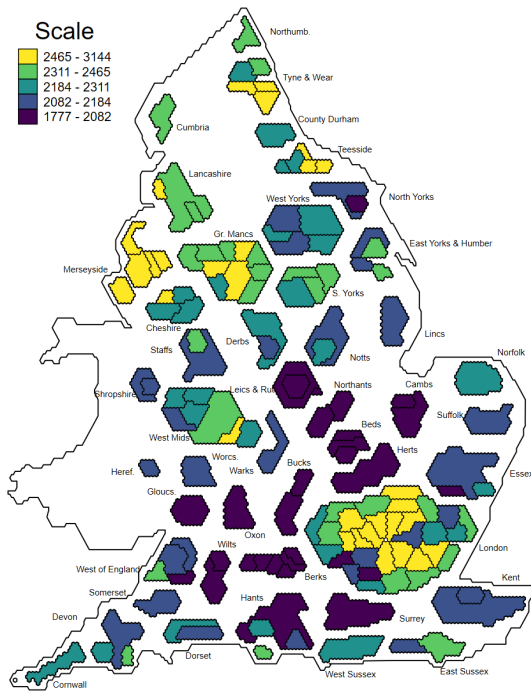 Scale
2465 - 3144
2311 - 2465
2184 - 2311
2082 - 2184
1777 - 2082
Northumb.
Tyne & Wear
County Durham
Cumbria
Teesside
Lancashire
West Yorks
North Yorks
Gr. Mancs
East Yorks & Humber
Merseyside
S. Yorks
Cheshire
Lincs
Staffs
Derbs
Notts
Norfolk
Shropshire
Leics & Rut
Northants
Cambs
Suffolk
West Mids
Beds
Worcs.
Warks
Herts
Heref.
Bucks
Essex
Gloucs.
Oxon
London
Wilts
West of England
Berks
Kent
Somerset
Hants
Devon
Surrey
Dorset
West Sussex
East Sussex
Cornwall